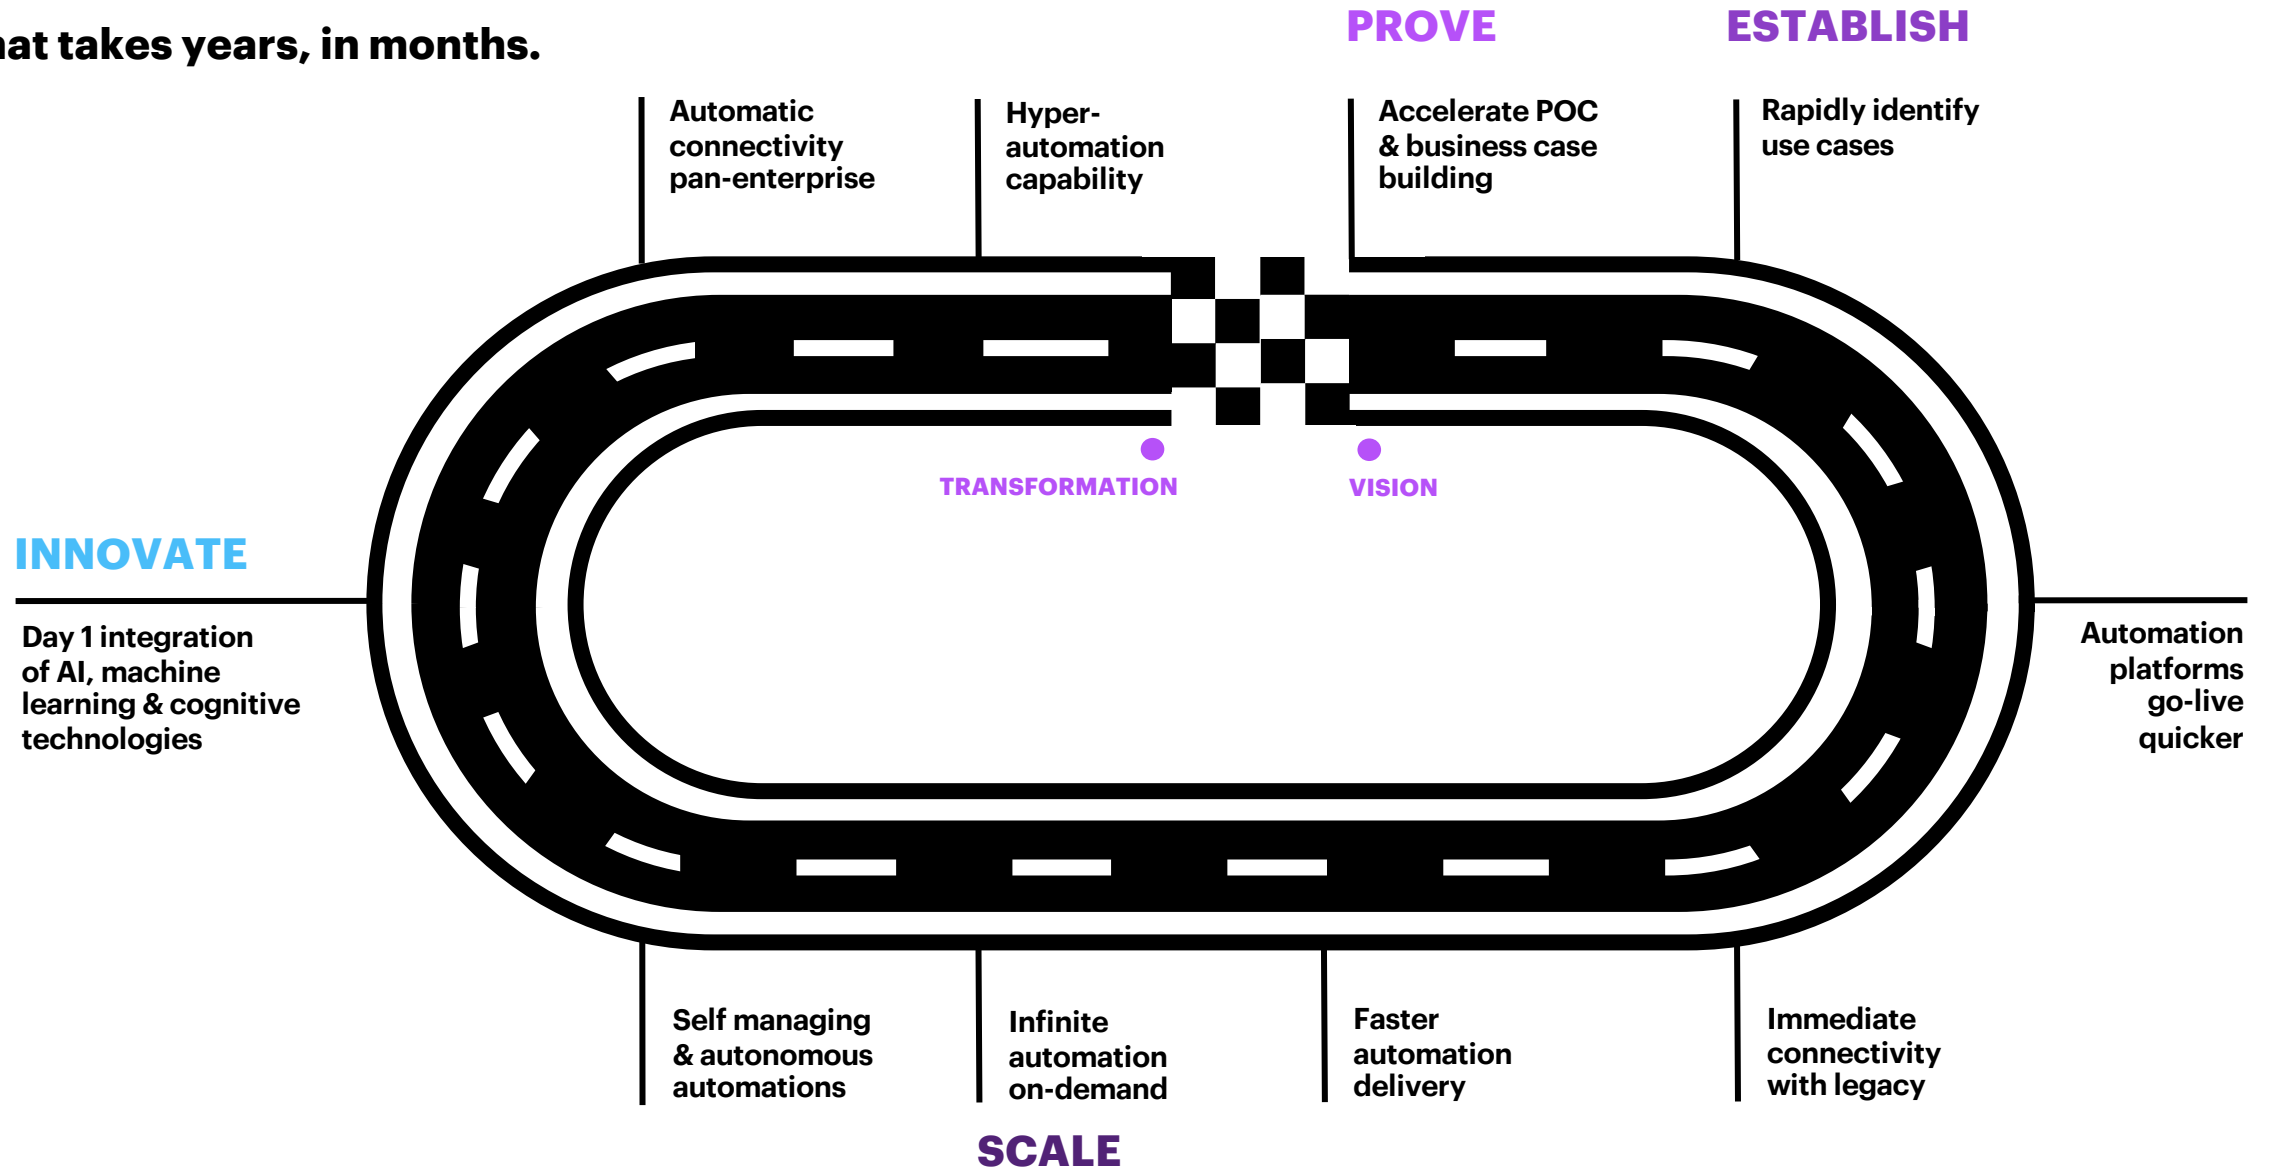 takes years, in months.
PROVE
ESTABLISH
Automatic
connectivity
pan-enterprise
Hyper-
automation
capability
Accelerate POC
& business case
building
Rapidly identify
use cases
TRANSFORMATION
VISION
INNOVATE
Day 1 integration
of AI, machine
learning & cognitive
technologies
Automation
platforms
go-live
quicker
Self managing
& autonomous
automations
Infinite
automation
on-demand
Faster
automation
delivery
Immediate
connectivity
with legacy
SCALE